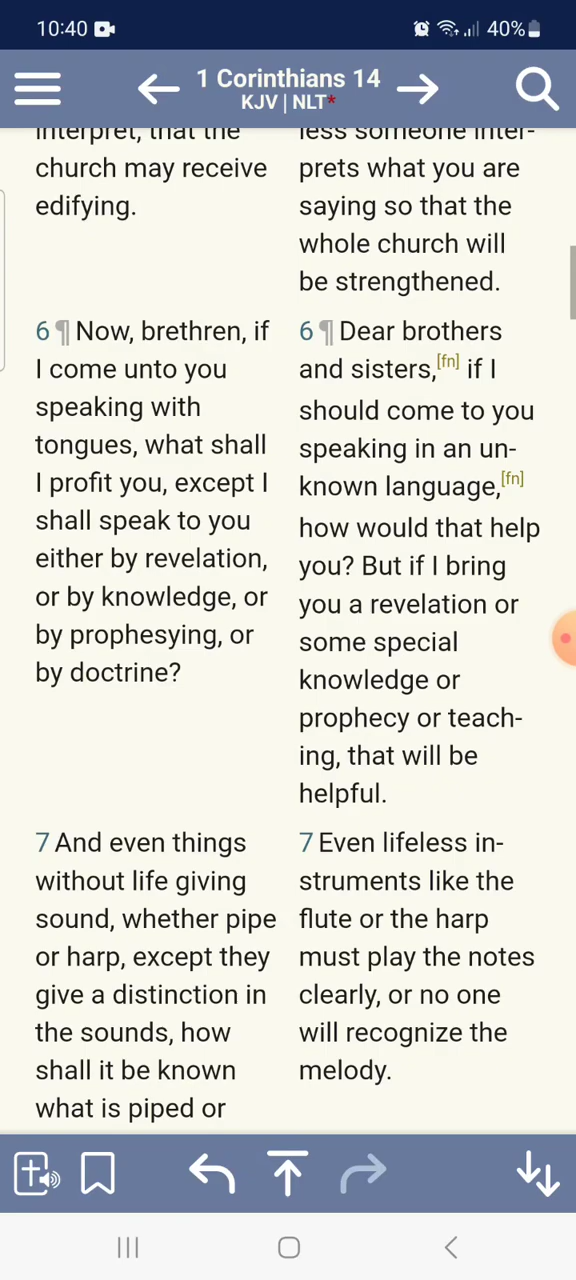 10:40
40%
1 Corinthians 14
KJV | NLT*
interpret, that the
church may receive
edifying.
less someone inter-
prets what you are
saying so that the
whole church will
be strengthened.
6 ¶ Now, brethren, if
I come unto you
speaking with
tongues, what shall
I profit you, except I
shall speak to you
either by revelation,
or by knowledge, or
by prophesying, or
by doctrine?
6 ¶ Dear brothers
and sisters,[fn] if I
should come to you
speaking in an un-
known language,[fn]
how would that help
you? But if I bring
you a revelation or
some special
knowledge or
prophecy or teach-
ing, that will be
helpful.
7 And even things
without life giving
sound, whether pipe
or harp, except they
give a distinction in
the sounds, how
shall it be known
what is piped or
7 Even lifeless in-
struments like the
flute or the harp
must play the notes
clearly, or no one
will recognize the
melody.